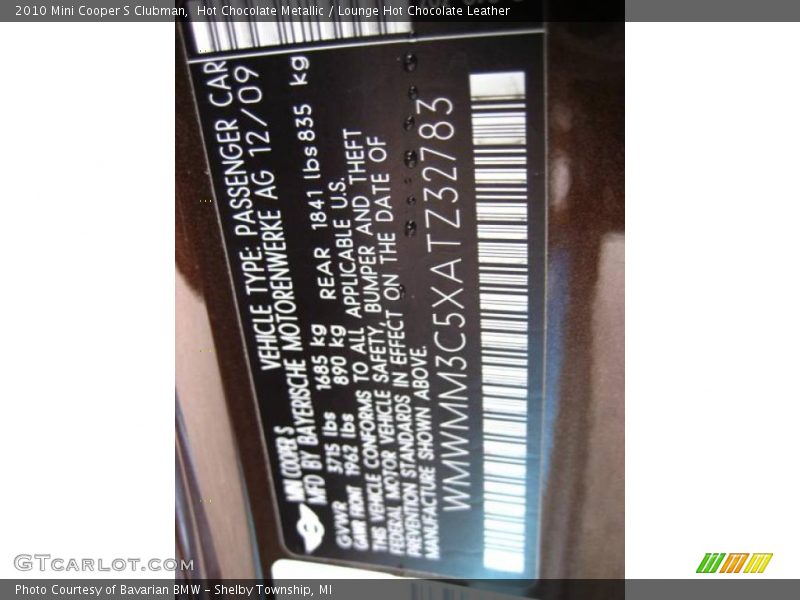 2010 Mini Cooper S Clubman,  Hot Chocolate Metallic / Lounge Hot Chocolate Leather
MINI COOPER S
VEHICLE TYPE: PASSENGER CAR
MFD BY BAYERISCHE MOTORENWERKE AG 12/09
GVWR 3715 lbs 1685 kg
GAWR FRONT 1962 lbs 890 kg REAR 1841 lbs 835 kg
THIS VEHICLE CONFORMS TO ALL APPLICABLE U.S.
FEDERAL MOTOR VEHICLE SAFETY, BUMPER AND THEFT
PREVENTION STANDARDS IN EFFECT ON THE DATE OF
MANUFACTURE SHOWN ABOVE.
WMWMM3C5XATZ32783
GTCarLot.com
Photo Courtesy of Bavarian BMW – Shelby Township, MI